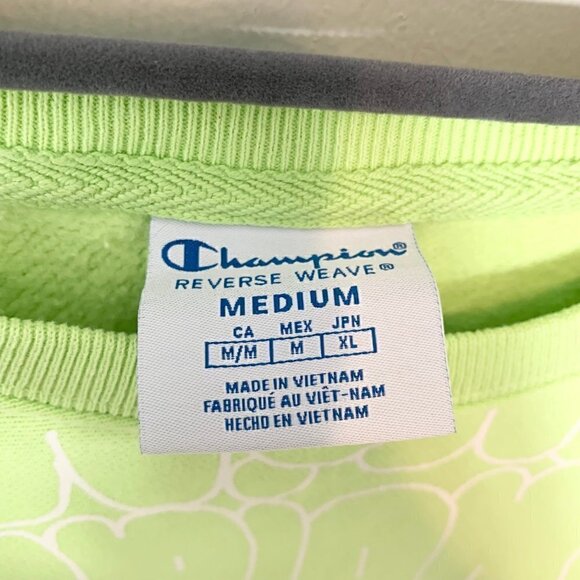 Champion®
REVERSE WEAVE®
MEDIUM
CA MEX JPN
M/M M XL
MADE IN VIETNAM
FABRIQUÉ AU VIÊT-NAM
HECHO EN VIETNAM